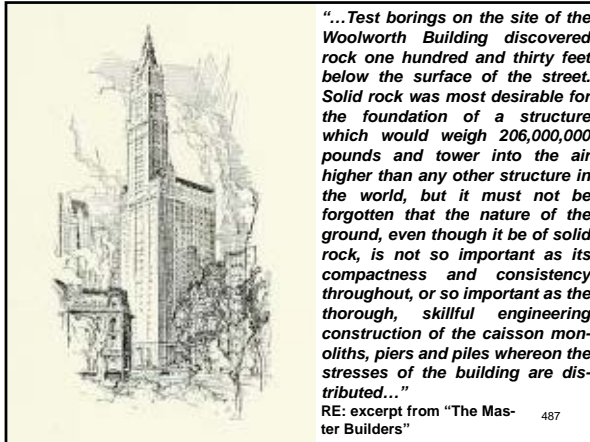 “…Test borings on the site of the
Woolworth Building discovered
rock one hundred and thirty feet
below the surface of the street.
Solid rock was most desirable for
the foundation of a structure
which would weigh 206,000,000
pounds and tower into the air
higher than any other structure in
the world, but it must not be
forgotten that the nature of the
ground, even though it be of solid
rock, is not so important as its
compactness and consistency
throughout, or so important as the
thorough, skillful engineering
construction of the caisson mon-
oliths, piers and piles whereon the
stresses of the building are dis-
tributed…”
RE: excerpt from “The Mas-
ter Builders”
487